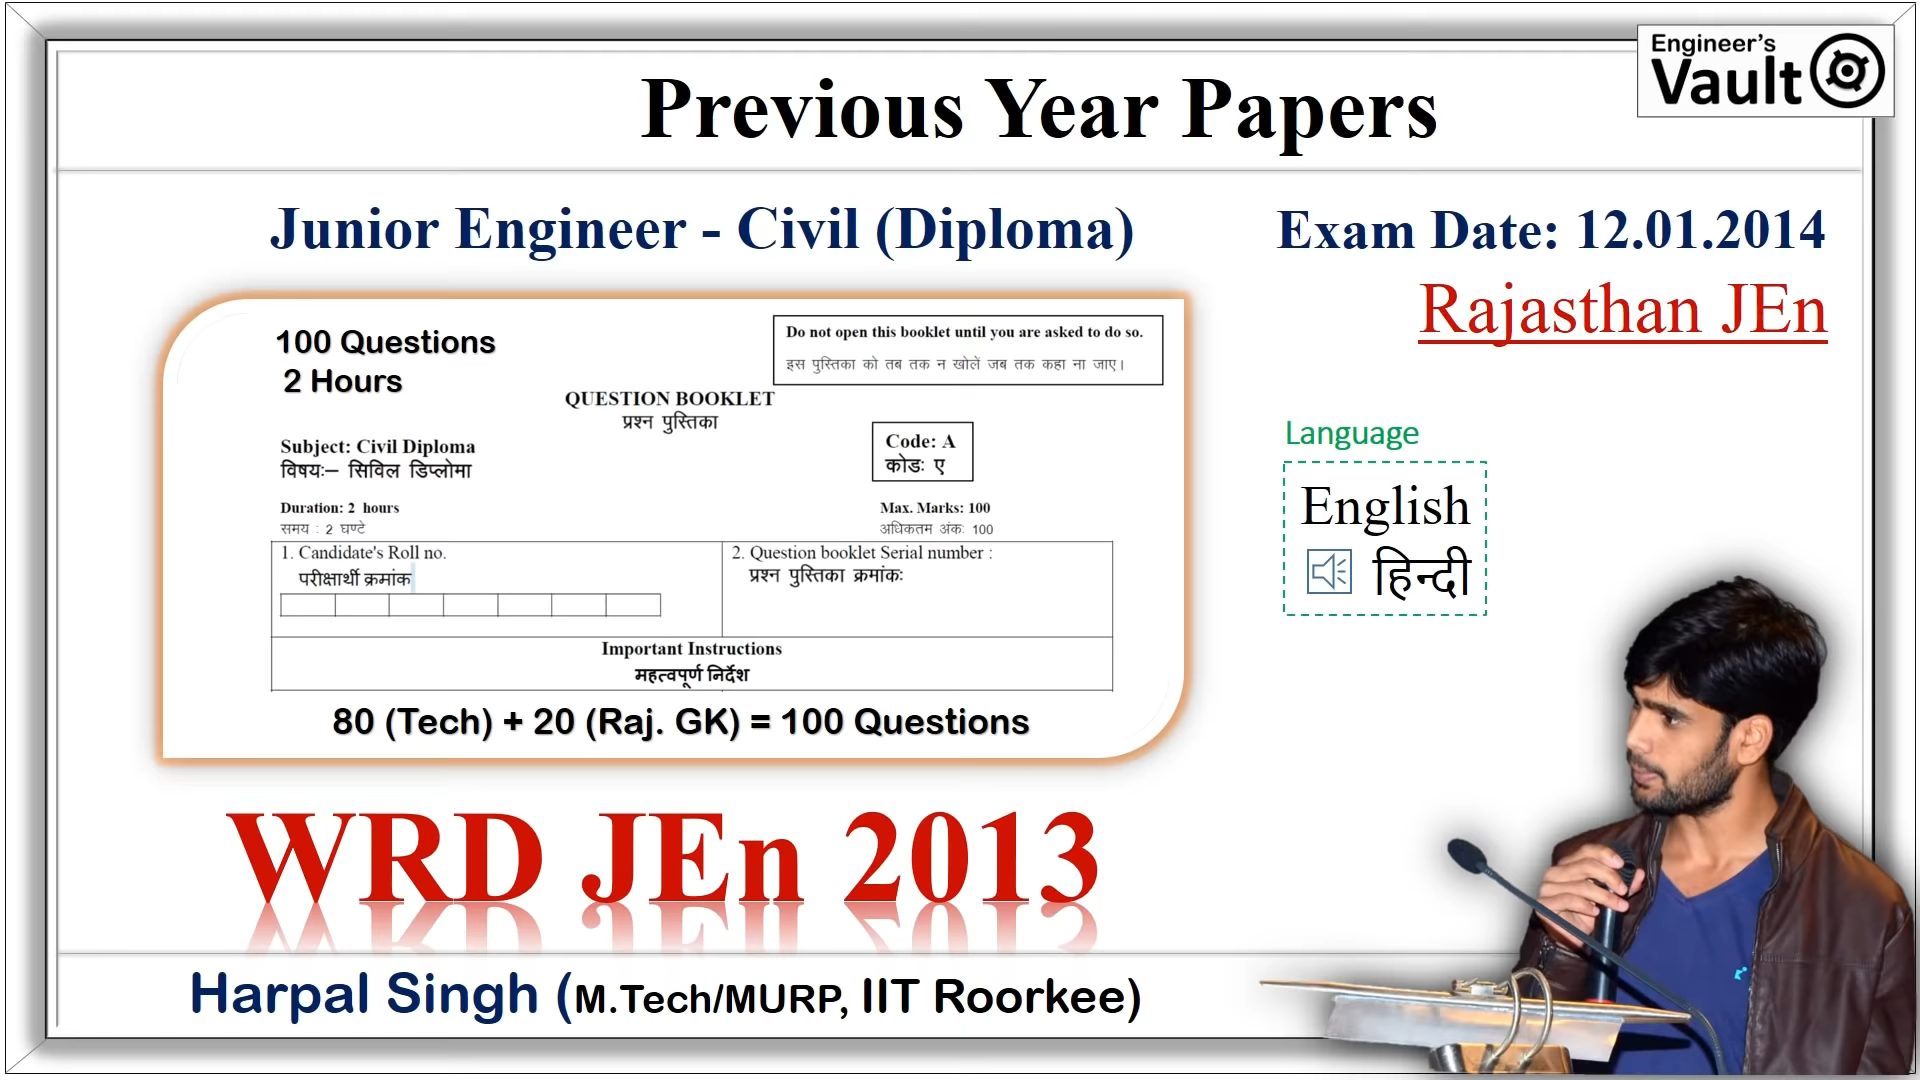 Engineer's
Vault
Previous Year Papers
Junior Engineer - Civil (Diploma)
Exam Date: 12.01.2014
Rajasthan JEn
100 Questions
2 Hours
Do not open this booklet until you are asked to do so.
इस पुस्तिका को तब तक न खोलें जब तक कहा ना जाए।
QUESTION BOOKLET
प्रश्न पुस्तिका
Subject: Civil Diploma
विषयः– सिविल डिप्लोमा
Code: A
कोडः ए
Duration: 2 hours
समय : 2 घण्टे
Max. Marks: 100
अधिकतम अंकः 100
1. Candidate's Roll no.
परीक्षार्थी क्रमांक
2. Question booklet Serial number :
प्रश्न पुस्तिका क्रमांकः
Important Instructions
महत्वपूर्ण निर्देश
80 (Tech) + 20 (Raj. GK) = 100 Questions
Language
English
हिन्दी
WRD JEn 2013
Harpal Singh (M.Tech/MURP, IIT Roorkee)